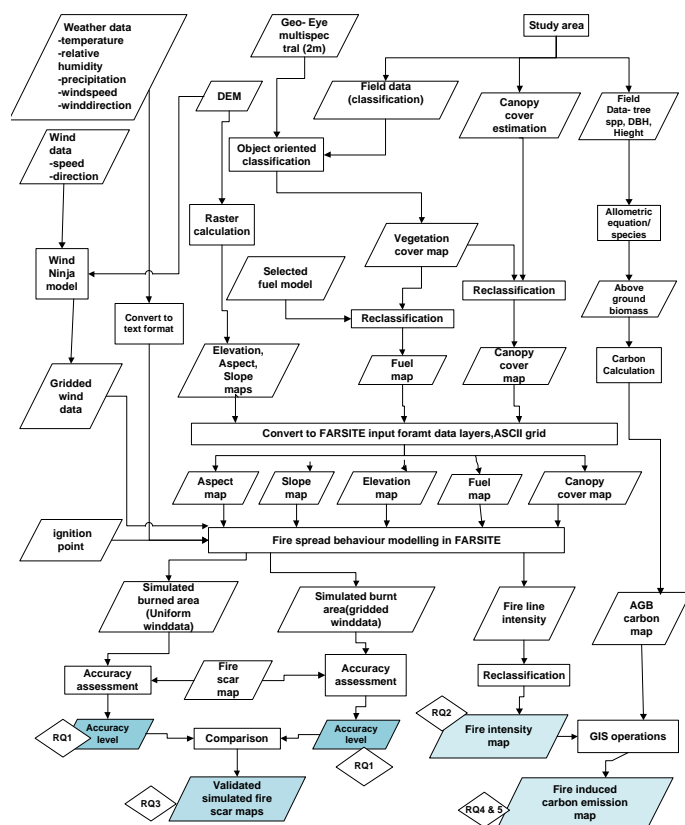 Weather data
-temperature
-relative
humidity
-precipitation
-windspeed
-winddirection
Geo- Eye
multispec
tral (2m)
Study area
DEM
Field data
(classification)
Canopy
cover
estimation
Field
Data- tree
spp, DBH,
Hieght
Wind
data
-speed
-direction
Object oriented
classification
Raster
calculation
Vegetation
cover map
Allometric
equation/
species
Wind
Ninja
model
Selected
fuel model
Reclassification
Above
ground
biomass
Convert to
text format
Reclassification
Elevation,
Aspect,
Slope
maps
Fuel
map
Canopy
cover map
Carbon
Calculation
Gridded
wind
data
Convert to FARSITE input foramt data layers,ASCII grid
Aspect
map
Slope
map
Elevation
map
Fuel
map
Canopy
cover map
ignition
point
Fire spread behaviour modelling in FARSITE
Simulated
burned area
(Uniform
winddata)
Simulated burnt
area(gridded
winddata)
Fire line
intensity
AGB
carbon
map
Accuracy
assessment
Fire
scar
map
Accuracy
assessment
Reclassification
RQ1
Accuracy
level
Comparison
Accuracy
level
RQ1
RQ2
Fire intensity
map
GIS operations
RQ3
Validated
simulated fire
scar maps
RQ4 & 5
Fire induced
carbon emission
map